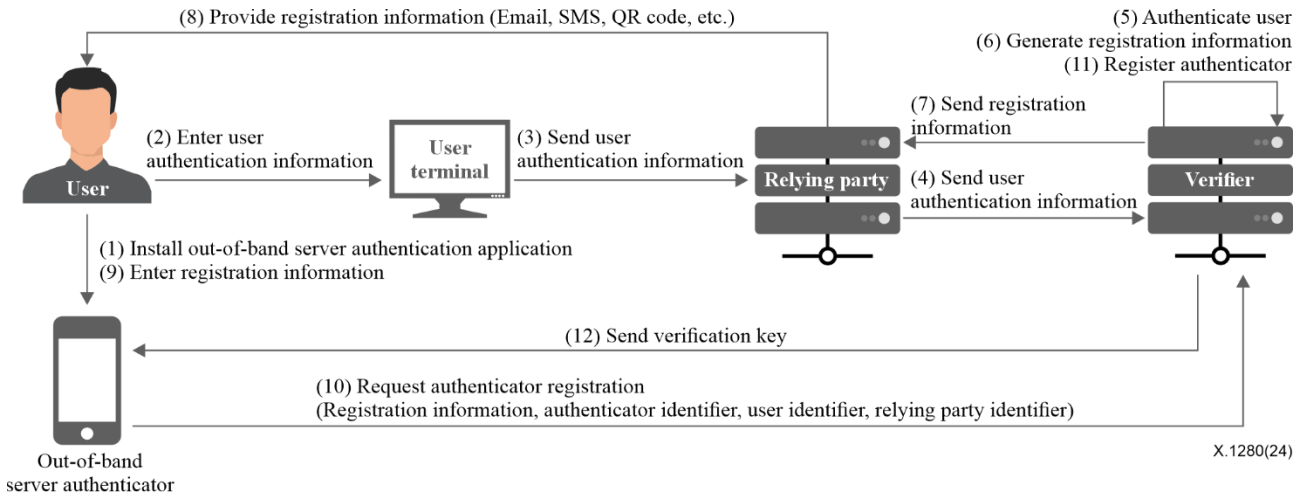 (8) Provide registration information (Email, SMS, QR code, etc.)
(5) Authenticate user
(6) Generate registration information
(11) Register authenticator
(2) Enter user
authentication information
User
terminal
(3) Send user
authentication information
(7) Send registration
information
User
Relying party
(4) Send user
authentication information
Verifier
(1) Install out-of-band server authentication application
(9) Enter registration information
(12) Send verification key
(10) Request authenticator registration
(Registration information, authenticator identifier, user identifier, relying party identifier)
Out-of-band
server authenticator
X.1280(24)